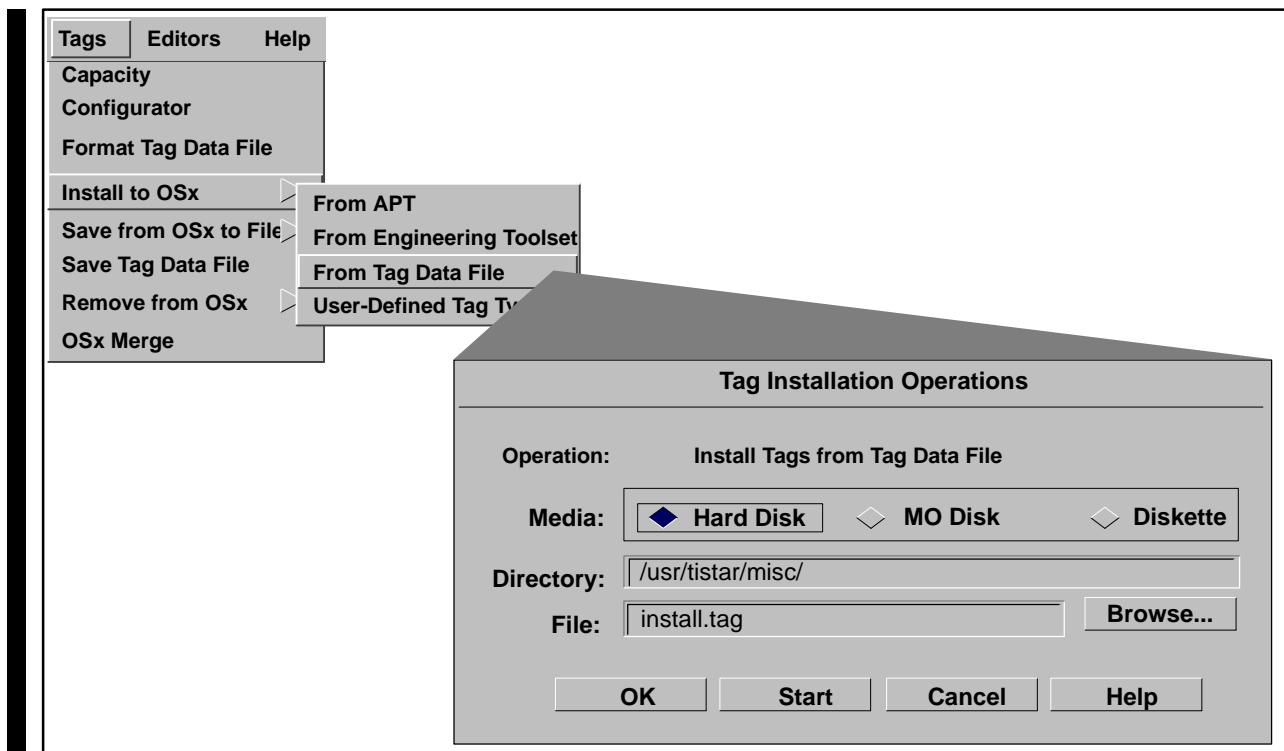 Tags Editors Help
Capacity
Configurator
Format Tag Data File
Install to OSx
Save from OSx to File
Save Tag Data File
Remove from OSx
OSx Merge
From APT
From Engineering Toolset
From Tag Data File
User-Defined Tag
Tag Installation Operations
Operation: Install Tags from Tag Data File
Media: Hard Disk MO Disk Diskette
Directory: /usr/tistar/misc/
File: install.tag Browse...
OK Start Cancel Help